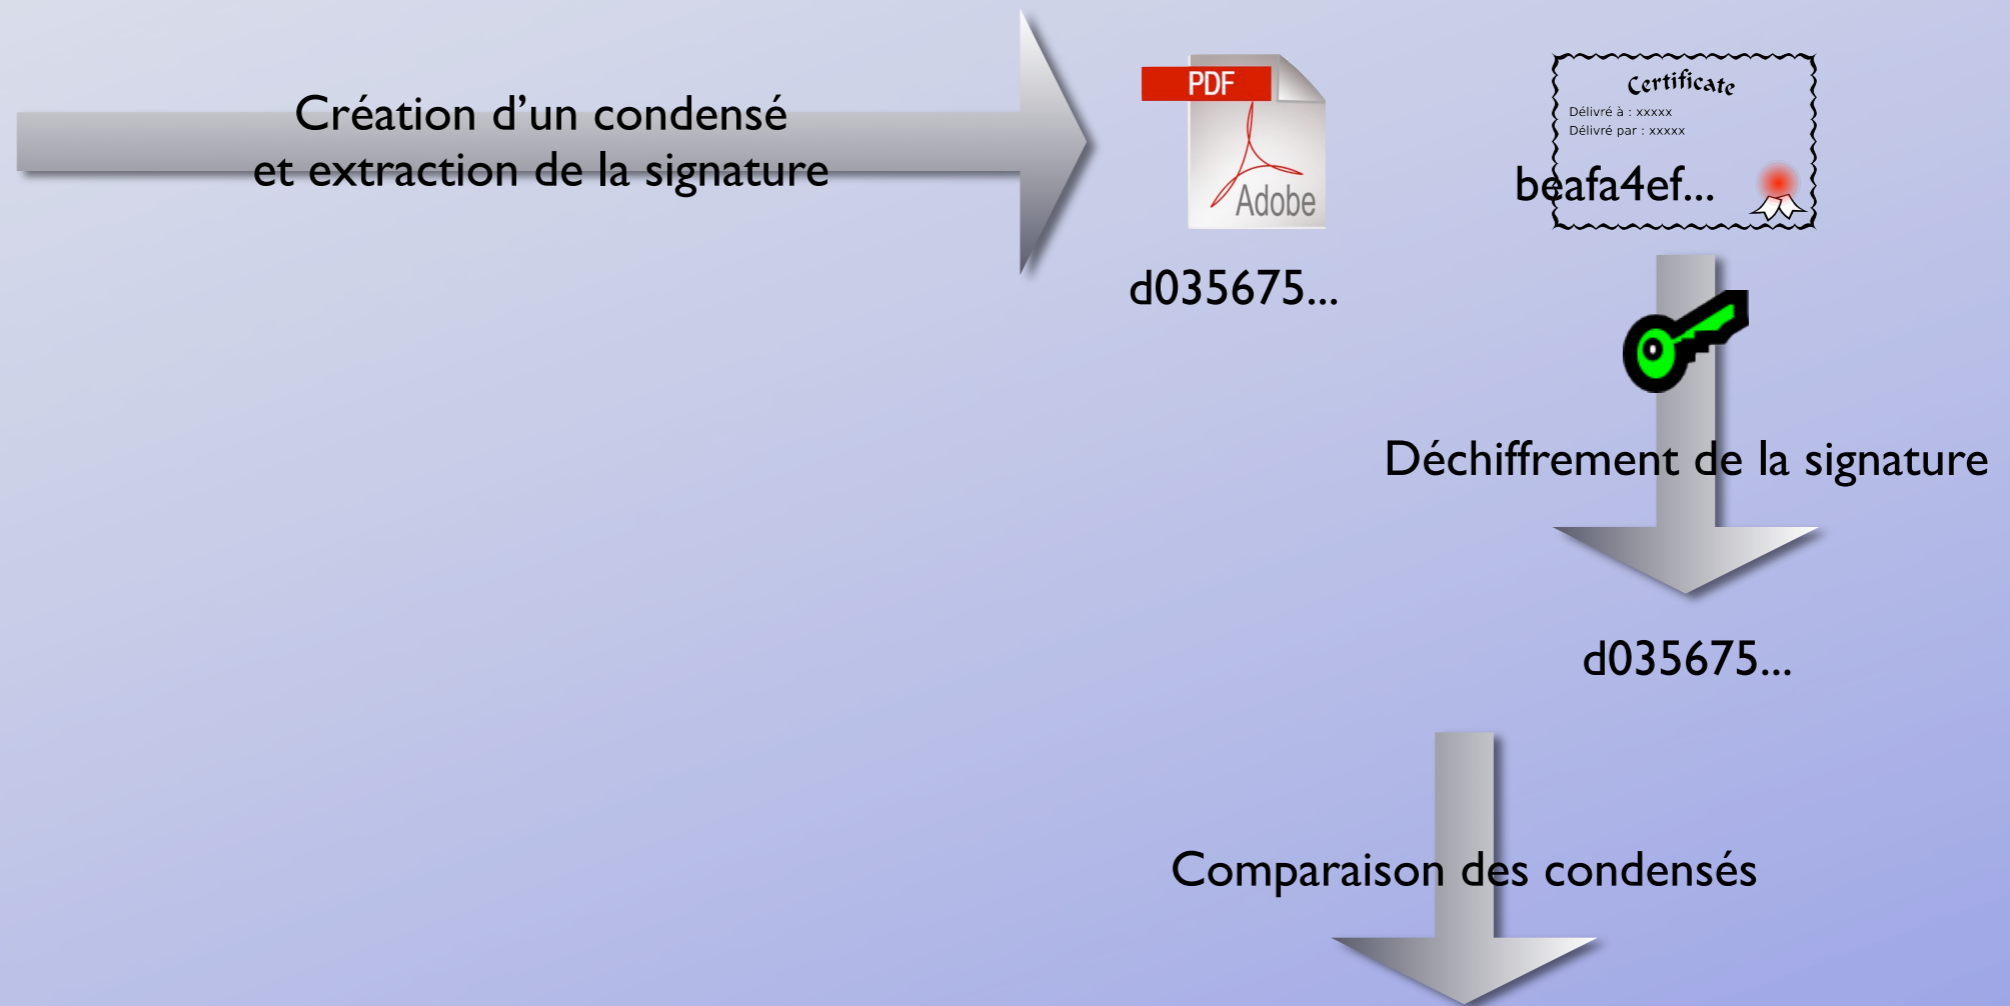 Création d’un condensé
et extraction de la signature
PDF
Adobe
d035675...
Certificate
Délivré à : xxxxx
Délivré par : xxxxx
beafa4ef...
Déchiffrement de la signature
d035675...
Comparaison des condensés